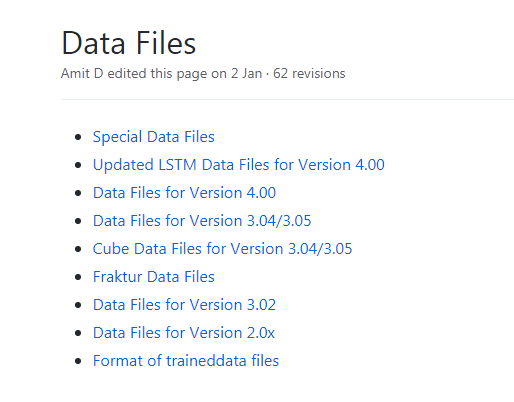 Data Files
Amit D edited this page on 2 Jan · 62 revisions
Special Data Files
Updated LSTM Data Files for Version 4.00
Data Files for Version 4.00
Data Files for Version 3.04/3.05
Cube Data Files for Version 3.04/3.05
Fraktur Data Files
Data Files for Version 3.02
Data Files for Version 2.0x
Format of traineddata files